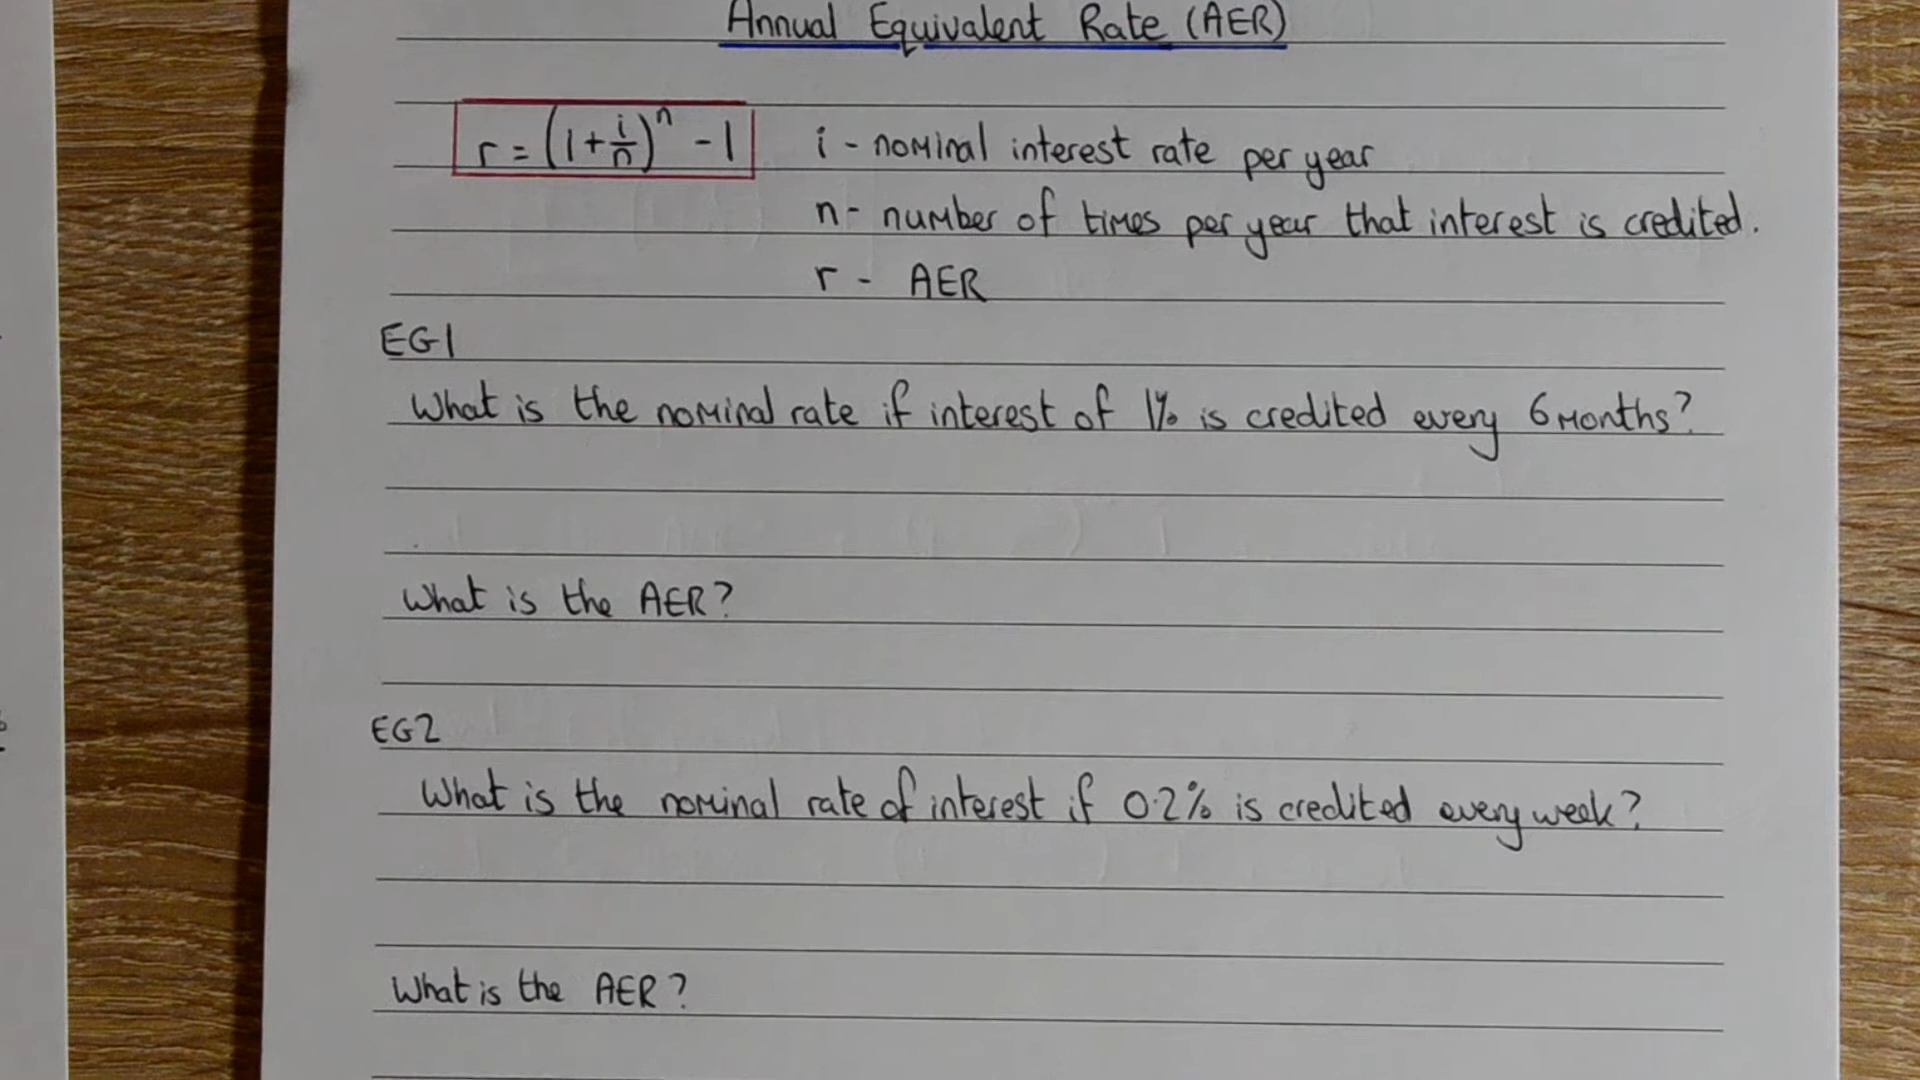 Annual Equivalent Rate (AER)
r = (1 + i/n)^n - 1
i - nominal interest rate per year
n - number of times per year that interest is credited.
r - AER
EG1
What is the nominal rate if interest of 1% is credited every 6 months?
What is the AER?
EG2
What is the nominal rate of interest if 0.2% is credited every week?
What is the AER?